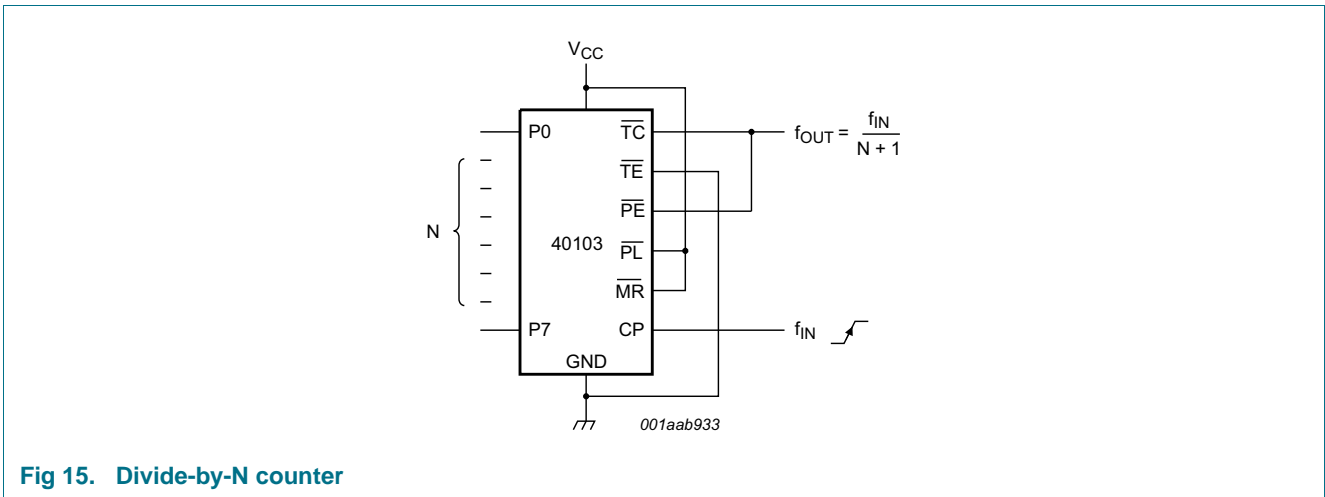 VCC
P0
TC
fOUT = fIN
N + 1
TE
PE
N
40103
PL
MR
P7
CP
fIN
GND
001aab933
Fig 15. Divide-by-N counter